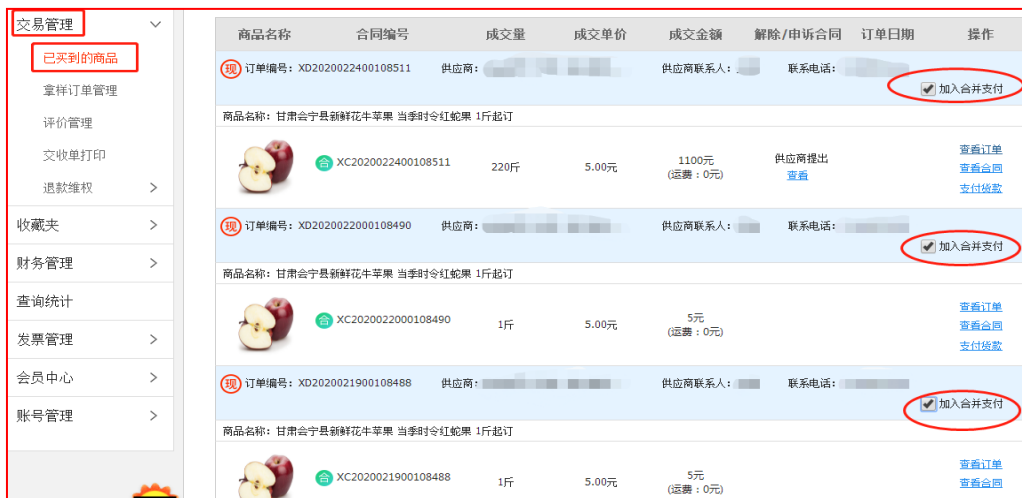 交易管理
已买到的商品
拿样订单管理
评价管理
交收单打印
退款维权
收藏夹
财务管理
查询统计
发票管理
会员中心
账号管理
商品名称 合同编号 成交量 成交单价 成交金额 解除/申诉合同 订单日期 操作
现 订单编号: XD2020022400108511 供应商: 供应商联系人: 联系电话:
加入合并支付
商品名称: 甘肃会宁县新鲜花牛苹果 当季时令红蛇果 1斤起订
合 XC2020022400108511 220斤 5.00元 1100元 供应商提出 查看订单
(运费:0元) 查看 查看合同
支付货款
现 订单编号: XD2020022000108490 供应商: 供应商联系人: 联系电话:
加入合并支付
商品名称: 甘肃会宁县新鲜花牛苹果 当季时令红蛇果 1斤起订
合 XC2020022000108490 1斤 5.00元 5元 查看订单
(运费:0元) 查看合同
支付货款
现 订单编号: XD2020021900108488 供应商: 供应商联系人: 联系电话:
加入合并支付
商品名称: 甘肃会宁县新鲜花牛苹果 当季时令红蛇果 1斤起订
合 XC2020021900108488 1斤 5.00元 5元 查看订单
(运费:0元) 查看合同